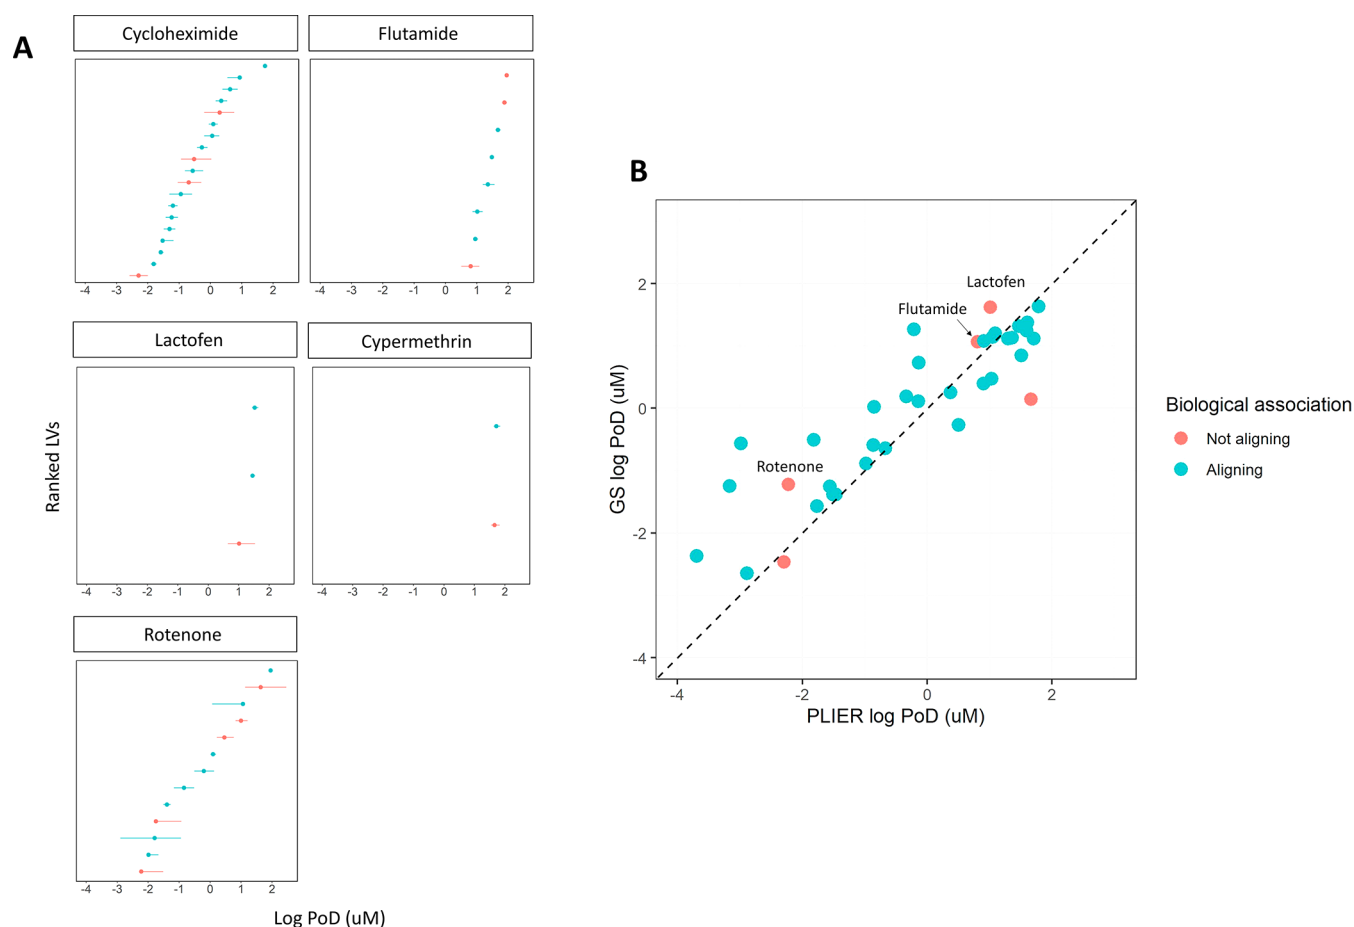 A
Cycloheximide
Flutamide
-4 -3 -2 -1 0 1 2
-4 -3 -2 -1 0 1 2
Lactofen
Cypermethrin
-4 -3 -2 -1 0 1 2
-4 -3 -2 -1 0 1 2
Rotenone
-4 -3 -2 -1 0 1 2
Ranked LVs
Log PoD (uM)
B
Lactofen
Flutamide
Rotenone
2
0
-2
-4
-4 -2 0 2
GS log PoD (uM)
PLIER log PoD (uM)
Biological association
Not aligning
Aligning